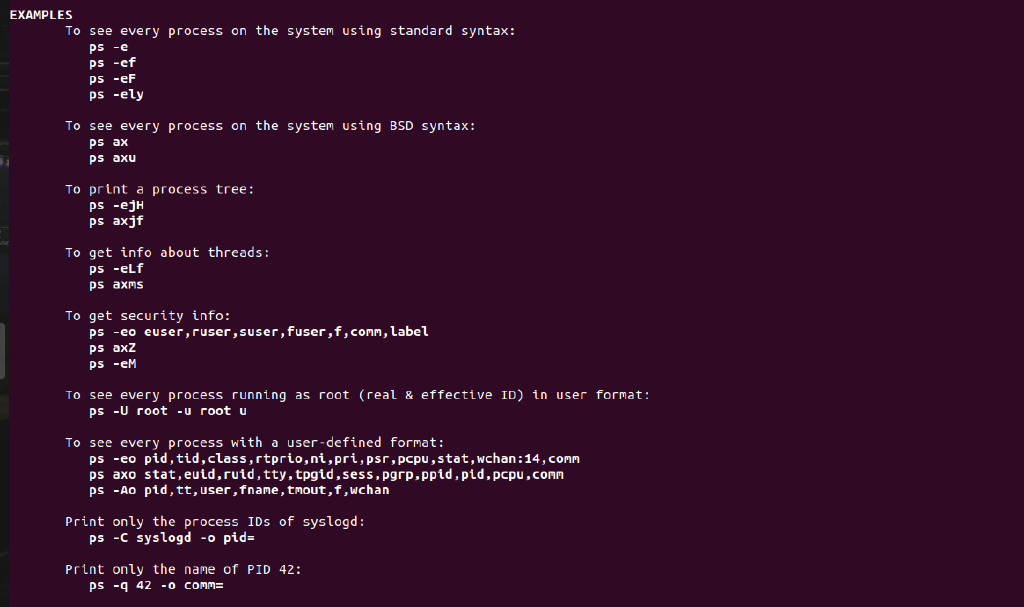 EXAMPLES
To see every process on the system using standard syntax:
ps -e
ps -ef
ps -eF
ps -ely
To see every process on the system using BSD syntax:
ps ax
ps axu
To print a process tree:
ps -ejH
ps axjf
To get info about threads:
ps -eLf
ps axms
To get security info:
ps -eo euser,ruser,suser,fuser,f,comm,label
ps axZ
ps -eM
To see every process running as root (real & effective ID) in user format:
ps -U root -u root u
To see every process with a user-defined format:
ps -eo pid,tid,class,rtprio,ni,pri,psr,pcpu,stat,wchan:14,comm
ps axo stat,euid,ruid,tty,tpgid,sess,pgrp,ppid,pid,pcpu,comm
ps -Ao pid,tt,user,fname,tmout,f,wchan
Print only the process IDs of syslogd:
ps -C syslogd -o pid=
Print only the name of PID 42:
ps -q 42 -o comm=